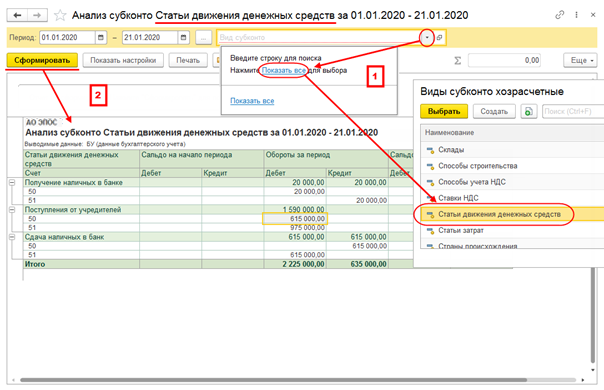 Анализ субконто Статьи движения денежных средств за 01.01.2020 - 21.01.2020
Период: 01.01.2020 – 21.01.2020 ... Вид субконто
Сформировать Показать настройки Печать Σ 0,00 Еще
Введите строку для поиска
Нажмите Показать все для выбора
Показать все
1
2
Виды субконто хозрасчетные
Выбрать Создать Поиск (Ctrl+F)
Наименование
Склады
Способы строительства
Способы учета НДС
Ставки НДС
Статьи движения денежных средств
Статьи затрат
Страны происхождения
АО ЭПОС
Анализ субконто Статьи движения денежных средств за 01.01.2020 - 21.01.2020
Выводимые данные: БУ (данные бухгалтерского учета)
Статьи движения денежных средств Сальдо на начало периода Обороты за период Сальдо
Счет Дебет Кредит Дебет Кредит Дебет
Получение наличных в банке 20 000,00 20 000,00
50 20 000,00
51 20 000,00
Поступления от учредителей 1 590 000,00
50 615 000,00
51 975 000,00
Сдача наличных в банк 615 000,00 615 000,00
50 615 000,00
51 615 000,00
Итого 2 225 000,00 635 000,00